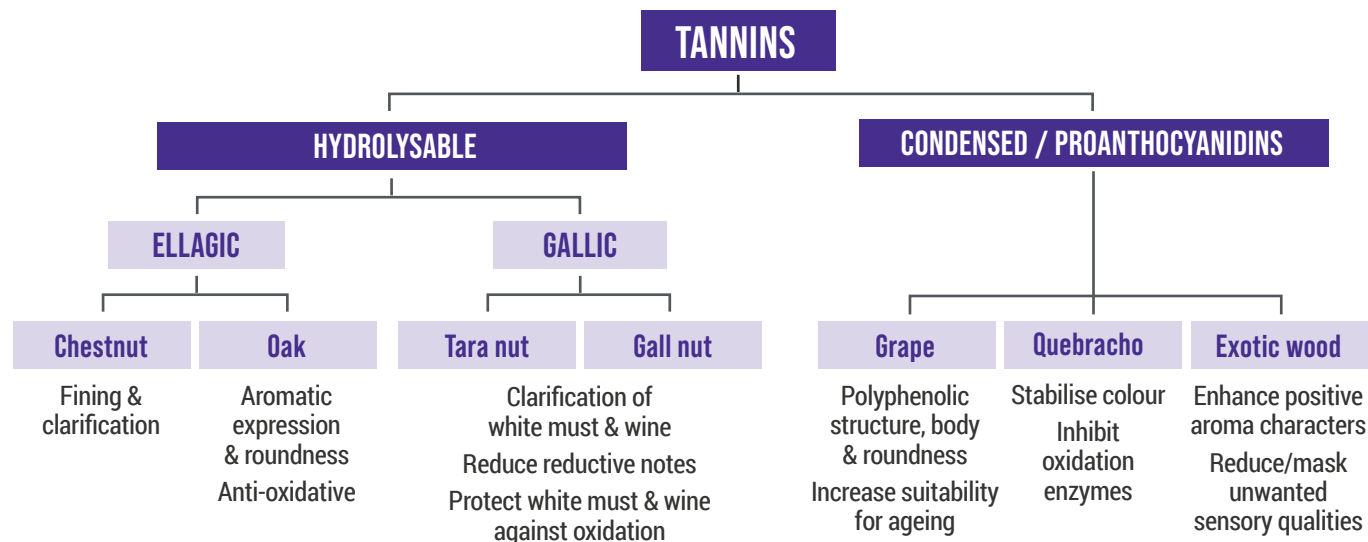 TANNINS
HYDROLYSABLE
CONDENSED / PROANTHOCYANIDINS
ELLAGIC
GALLIC
Chestnut
Oak
Tara nut
Gall nut
Grape
Quebracho
Exotic wood
Fining &
clarification
Aromatic
expression
& roundness
Anti-oxidative
Clarification of
white must & wine
Reduce reductive notes
Protect white must & wine
against oxidation
Polyphenolic
structure, body
& roundness
Increase suitability
for ageing
Stabilise colour
Inhibit
oxidation
enzymes
Enhance positive
aroma characters
Reduce/mask
unwanted
sensory qualities